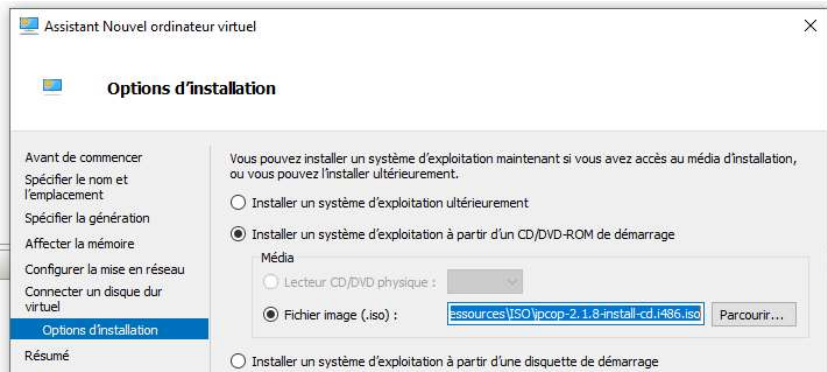 Assistant Nouvel ordinateur virtuel
Options d'installation
Avant de commencer
Spécifier le nom et
l'emplacement
Spécifier la génération
Affecter la mémoire
Configurer la mise en réseau
Connecter un disque dur
virtuel
Options d'installation
Résumé
Vous pouvez installer un système d'exploitation maintenant si vous avez accès au média d'installation,
ou vous pouvez l'installer ultérieurement.
Installer un système d'exploitation ultérieurement
Installer un système d'exploitation à partir d'un CD/DVD-ROM de démarrage
Média
Lecteur CD/DVD physique :
Fichier image (.iso) : essources\ISO\ipcop-2.1.8-install-cd.i486.iso Parcourir...
Installer un système d'exploitation à partir d'une disquette de démarrage